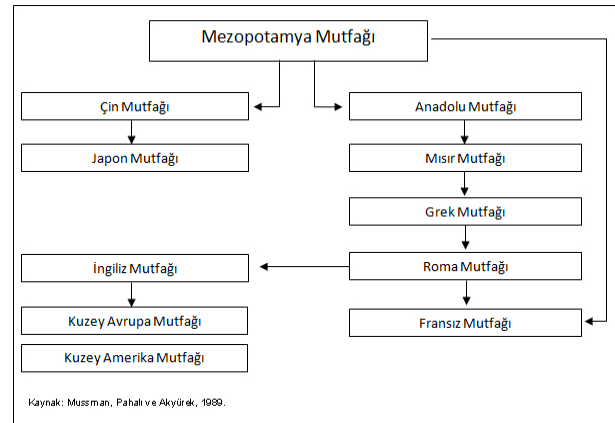 Mezopotamya Mutfağı
Çin Mutfağı
Anadolu Mutfağı
Japon Mutfağı
Mısır Mutfağı
Grek Mutfağı
İngiliz Mutfağı
Roma Mutfağı
Kuzey Avrupa Mutfağı
Fransız Mutfağı
Kuzey Amerika Mutfağı
Kaynak: Mussman, Pahalı ve Akyürek, 1989.